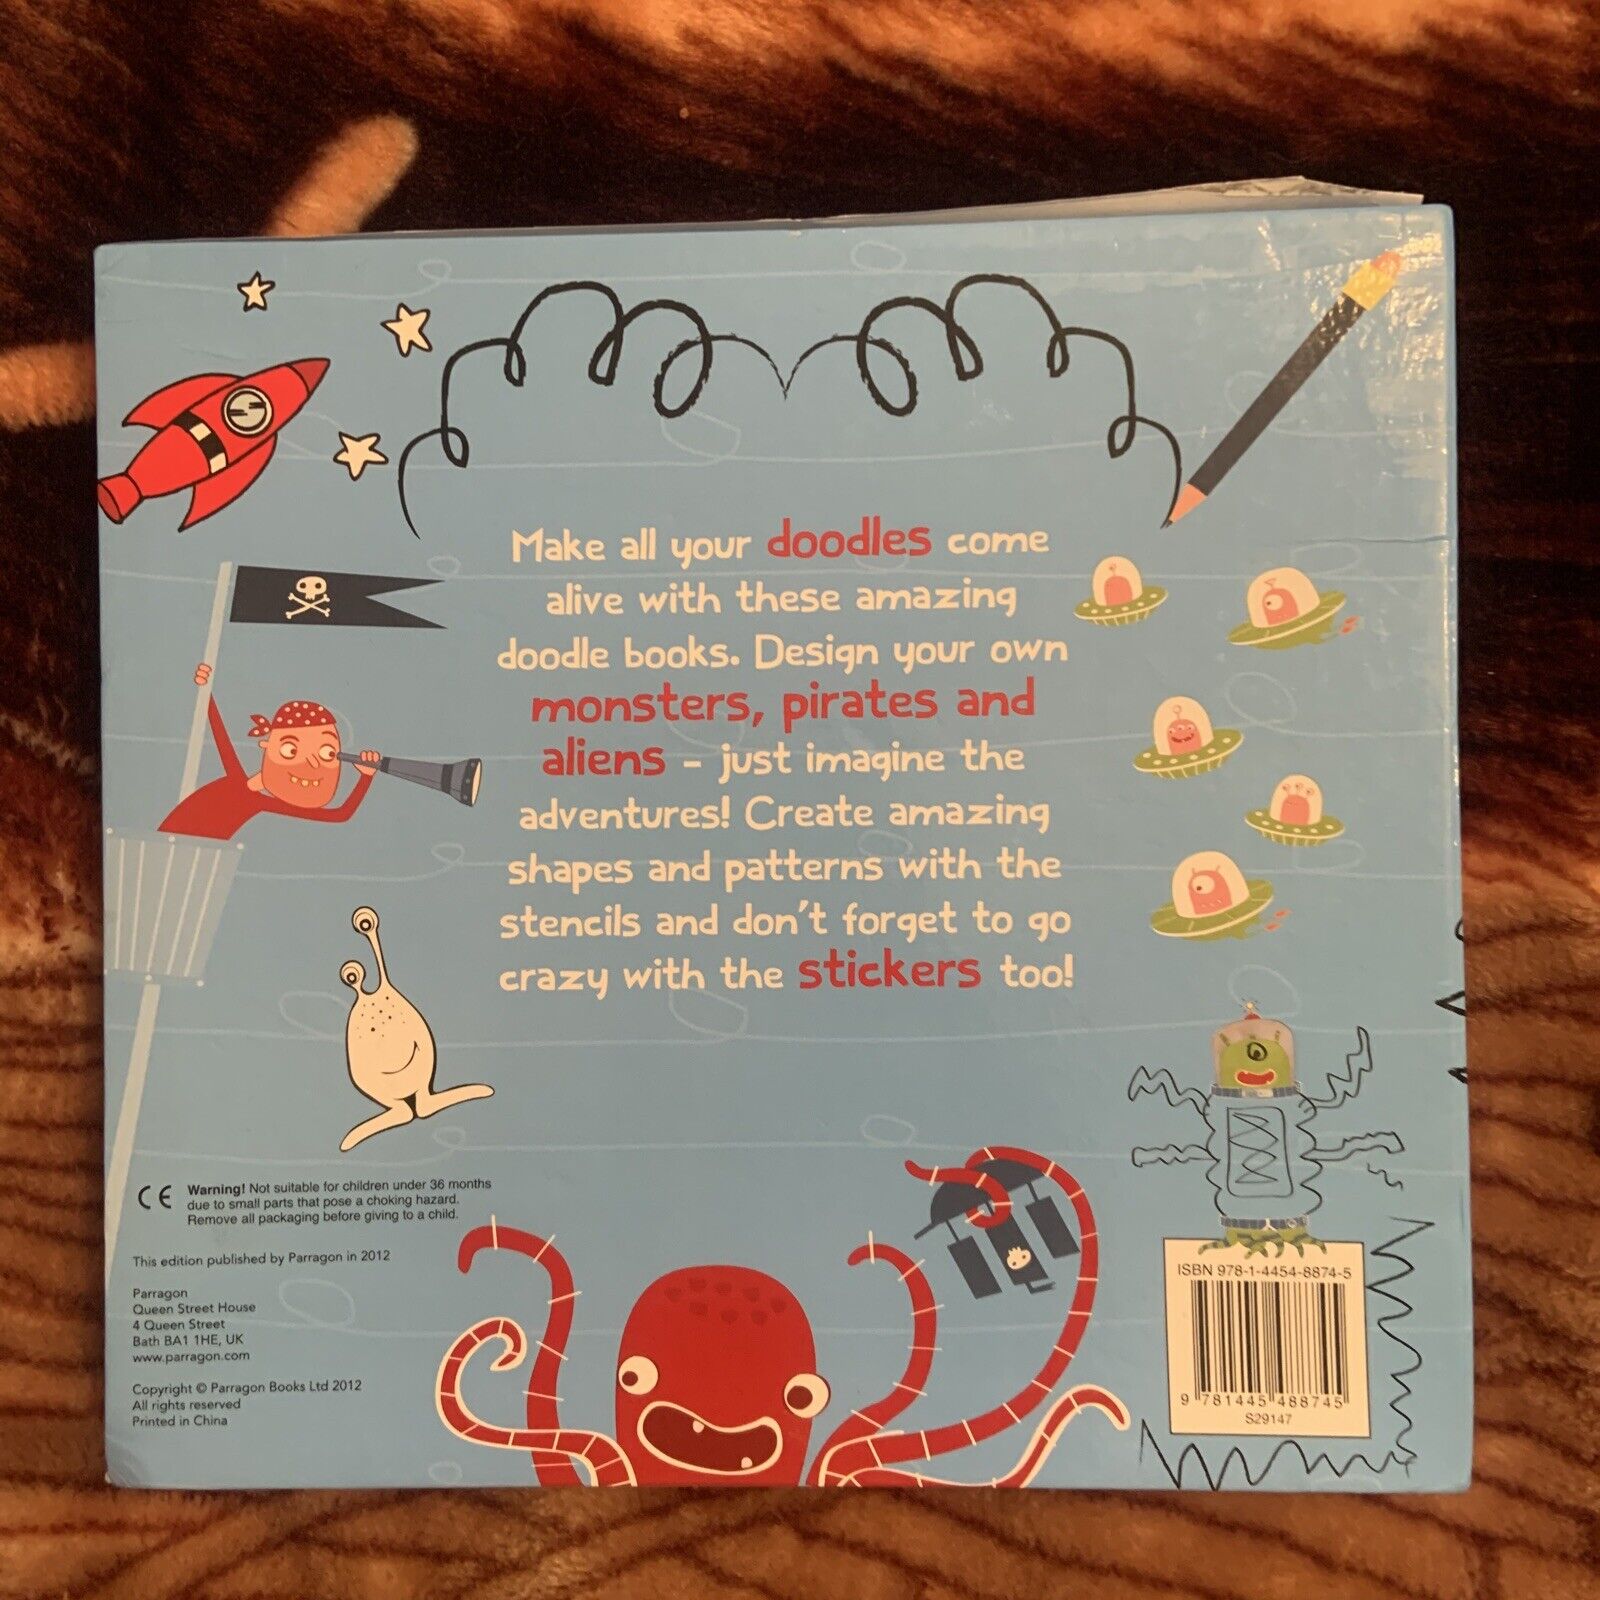 Make all your doodles come
alive with these amazing
doodle books. Design your own
monsters, pirates and
aliens - just imagine the
adventures! Create amazing
shapes and patterns with the
stencils and don't forget to go
crazy with the stickers too!
CE
Warning! Not suitable for children under 36 months
due to small parts that pose a choking hazard.
Remove all packaging before giving to a child.
This edition published by Parragon in 2012
Parragon
Queen Street House
4 Queen Street
Bath BA1 1HE, UK
www.parragon.com
Copyright © Parragon Books Ltd 2012
All rights reserved
Printed in China
ISBN 978-1-4454-8874-5
9 781445 488745
S29147